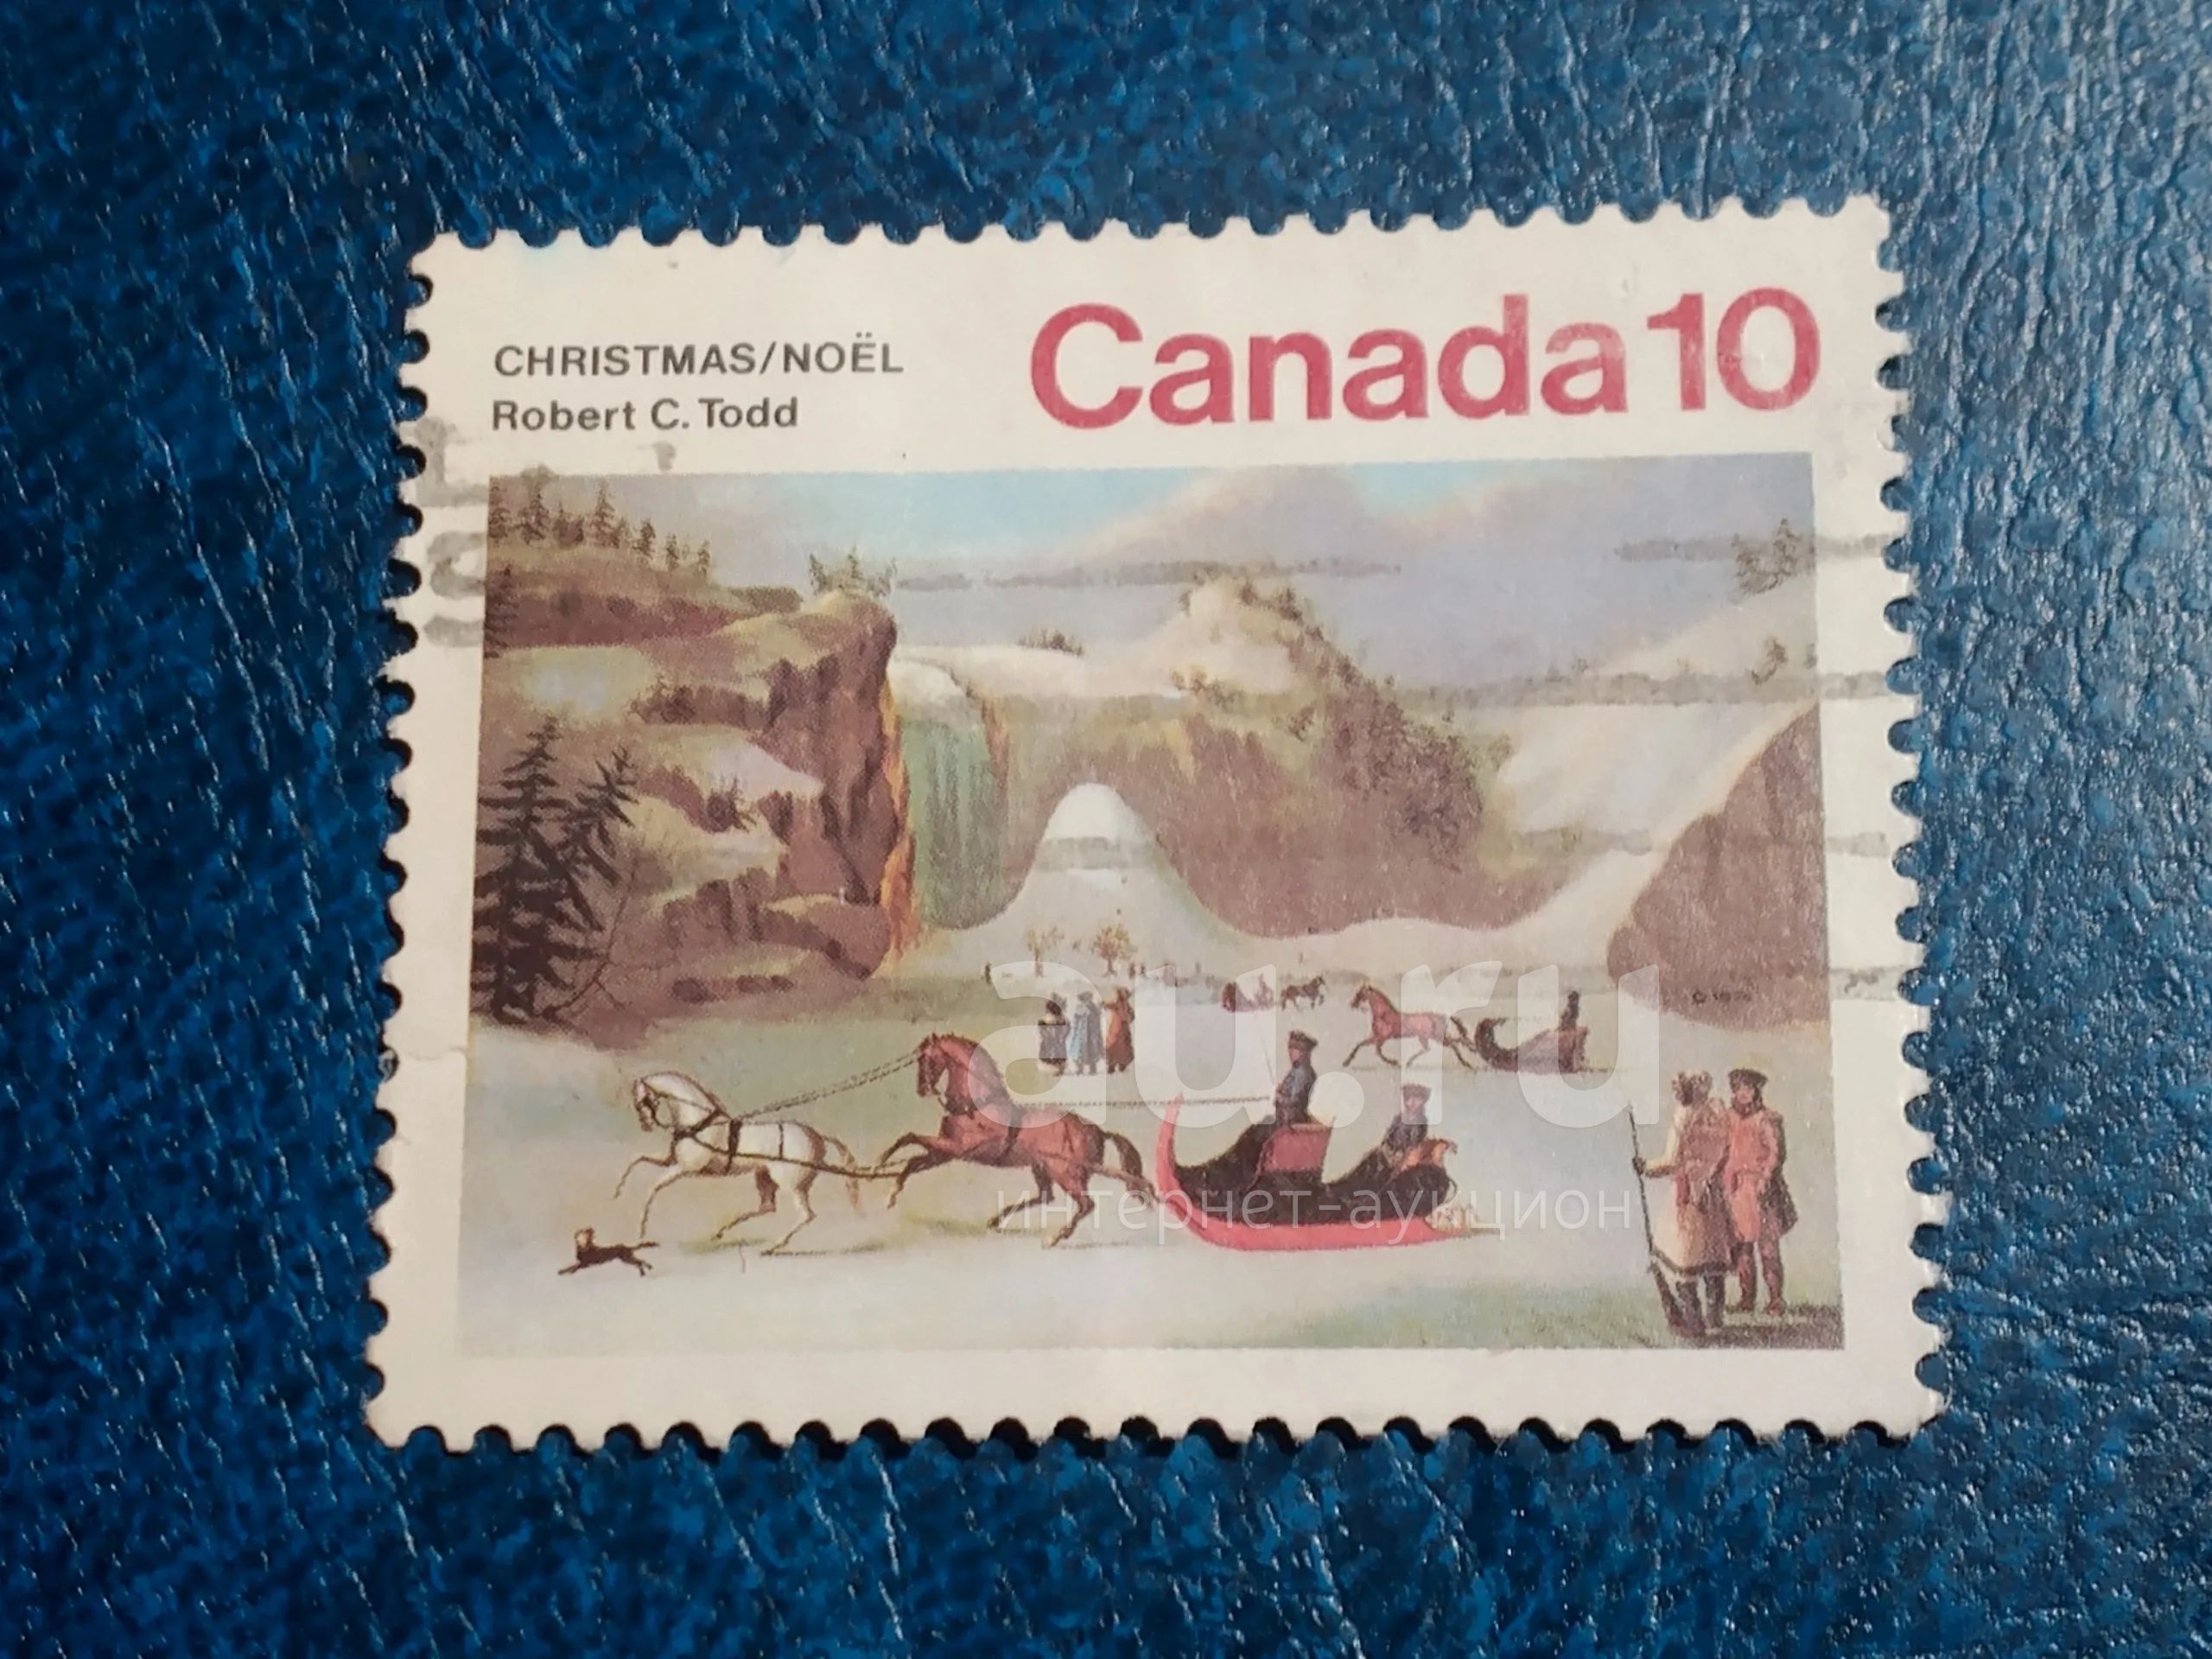 CHRISTMAS/NOËL
Robert C. Todd
Canada 10
au.ru
интернет-аукцион